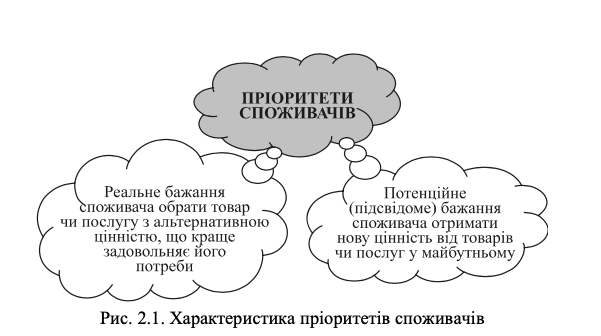 ПРІОРИТЕТИ
СПОЖИВАЧІВ
Реальне бажання
споживача обрати товар
чи послугу з альтернативною
цінністю, що краще
задовольняє його
потреби
Потенційне
(підсвідоме) бажання
споживача отримати
нову цінність від товарів
чи послуг у майбутньому
Рис. 2.1. Характеристика пріоритетів споживачів